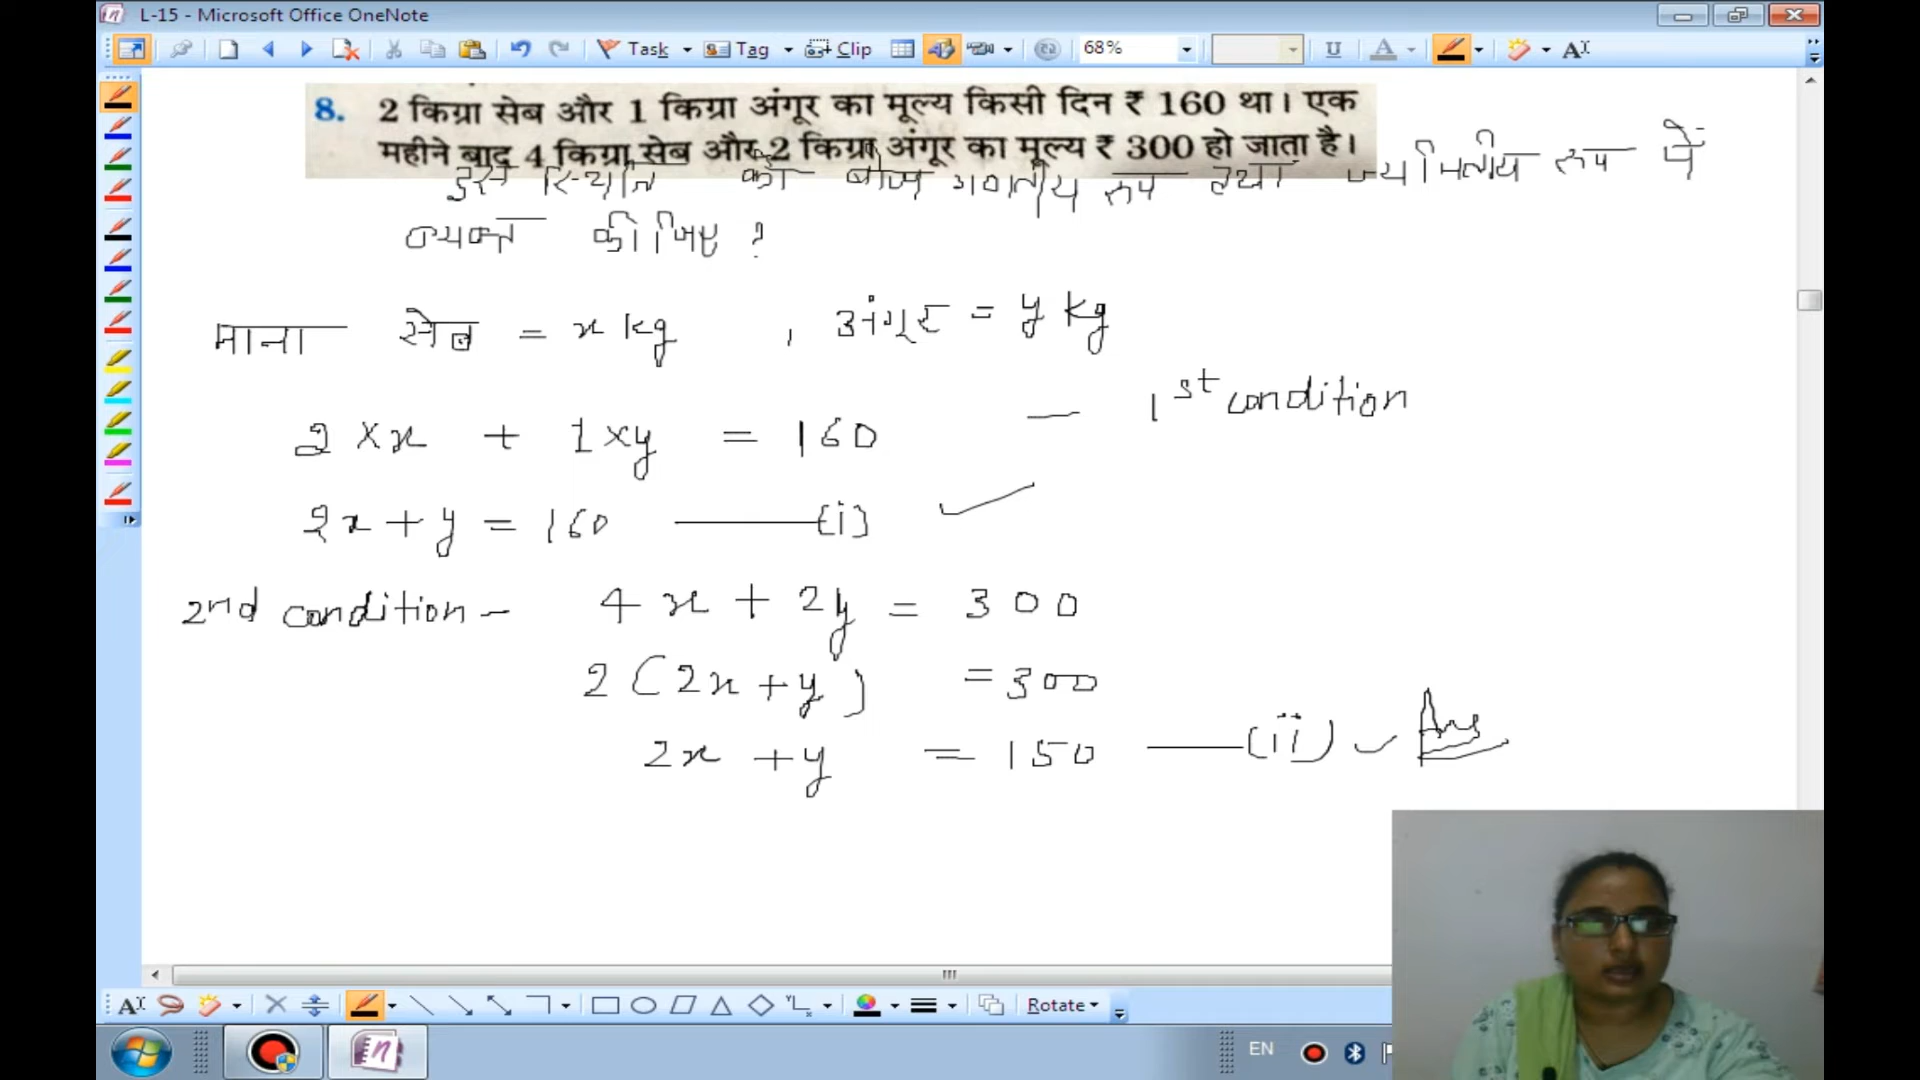 L-15 - Microsoft Office OneNote
Task Tag Clip 68% U A A
8. 2 किग्रा सेब और 1 किग्रा अंगूर का मूल्य किसी दिन ₹ 160 था। एक
महीने बाद 4 किग्रा सेब और 2 किग्रा अंगूर का मूल्य ₹ 300 हो जाता है।
इस स्थिति को बीज गणितीय रूप तथा ज्यामितीय रूप में
व्यक्त कीजिए ?
माना सेब = x kg , अंगूर = y kg
2 × x + 1 × y = 160 — 1st condition
2x + y = 160 —— (i) ✓
2nd condition – 4x + 2y = 300
2 (2x + y) = 300
2x + y = 150 —— (ii) ✓ Ans
A Rotate
EN